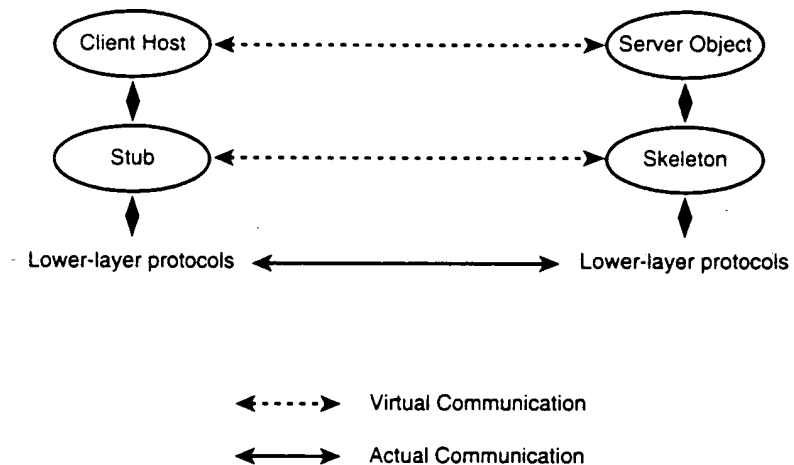 Client Host
Server Object
Stub
Skeleton
Lower-layer protocols
Lower-layer protocols
Virtual Communication
Actual Communication